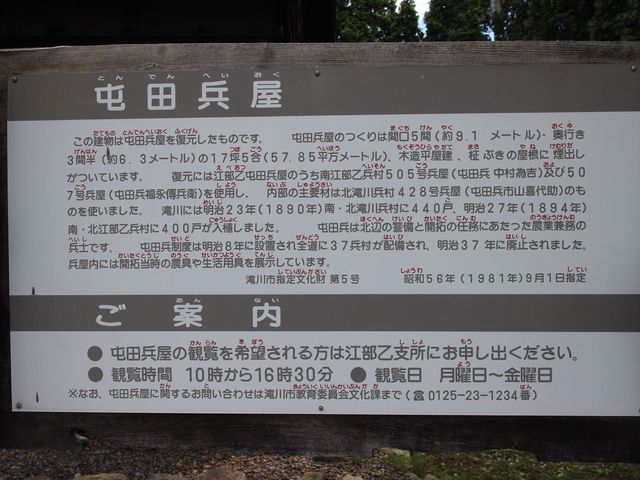 屯田兵屋
この建物は屯田兵屋を復元したものです。 屯田兵屋のつくりは間口5間(約9.1 メートル)、奥行き
3間半(約6.3メートル)の17坪5合(57.85平方メートル)、木造平屋建、柾ぶきの屋根に煙出し
がついています。 復元には江部乙屯田兵屋のうち南江部乙兵村505号兵屋(屯田兵 中村為吉)及び50
7号兵屋(屯田兵福永傳兵衛)を使用し、 内部の主要材は北滝川兵村428号兵屋(屯田兵市山喜代助)のも
のを使いました。 滝川には明治23年(1890年)南・北滝川兵村に440戸、明治27年(1894年)
南・北江部乙兵村に400戸が入植しました。 屯田兵は北辺の警備と開拓の任務にあたった農業兼務の
兵士です。 屯田兵制度は明治8年に設置され全道に37兵村が配備され、明治37年に廃止されました。
兵屋内には開拓当時の農具や生活用具を展示しています。
滝川市指定文化財 第5号 昭和56年(1981年)9月1日指定
ご案内
● 屯田兵屋の観覧を希望される方は江部乙支所にお申し出ください。
● 観覧時間 10時から16時30分 ● 観覧日 月曜日~金曜日
※なお、屯田兵屋に関するお問い合わせは滝川市教育委員会文化課まで(☎0125-23-1234番)